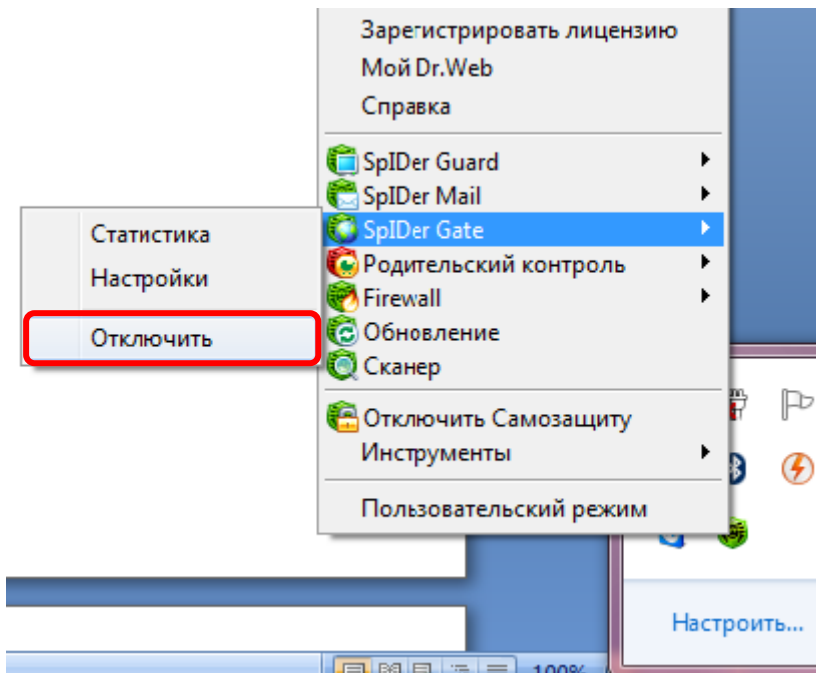 Зарегистрировать лицензию
Мой Dr.Web
Справка
SpIDer Guard
SpIDer Mail
SpIDer Gate
Родительский контроль
Firewall
Обновление
Сканер
Отключить Самозащиту
Инструменты
Пользовательский режим
Статистика
Настройки
Отключить
Настроить...
100%